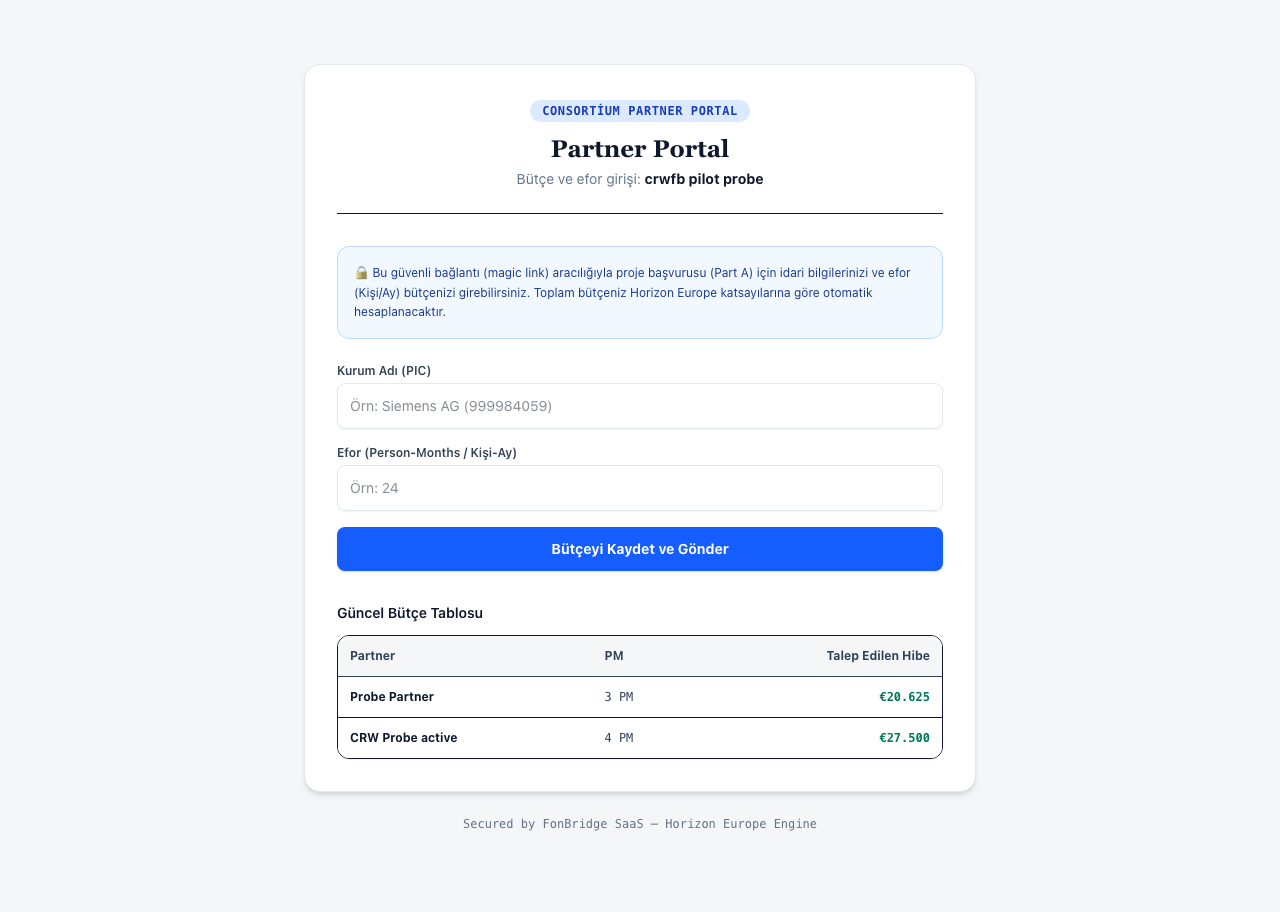 CONSORTİUM PARTNER PORTAL
Partner Portal
Bütçe ve efor girişi: crwfb pilot probe
🔒 Bu güvenli bağlantı (magic link) aracılığıyla proje başvurusu (Part A) için idari bilgilerinizi ve efor
(Kişi/Ay) bütçenizi girebilirsiniz. Toplam bütçeniz Horizon Europe katsayılarına göre otomatik
hesaplanacaktır.
Kurum Adı (PIC)
Örn: Siemens AG (999984059)
Efor (Person-Months / Kişi-Ay)
Örn: 24
Bütçeyi Kaydet ve Gönder
Güncel Bütçe Tablosu
Partner PM Talep Edilen Hibe
Probe Partner 3 PM €20.625
CRW Probe active 4 PM €27.500
Secured by FonBridge SaaS — Horizon Europe Engine